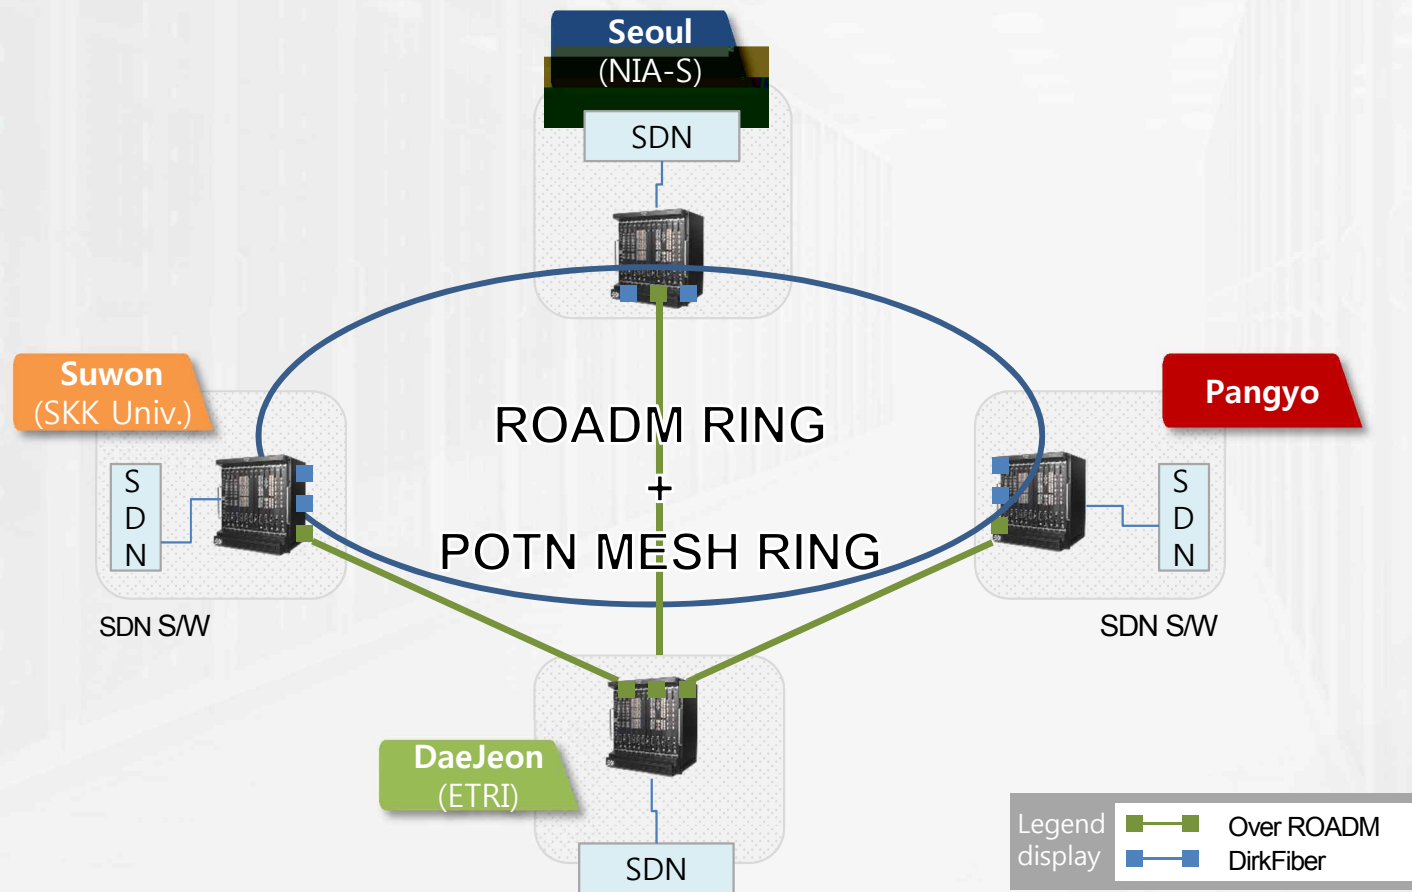 Seoul
(NIA-S)
SDN
Suwon
(SKK Univ.)
Pangyo
ROADM RING
+
POTN MESH RING
S
D
N
S
D
N
SDN S/W
SDN S/W
DaeJeon
(ETRI)
SDN
Legend
display
Over ROADM
DirkFiber